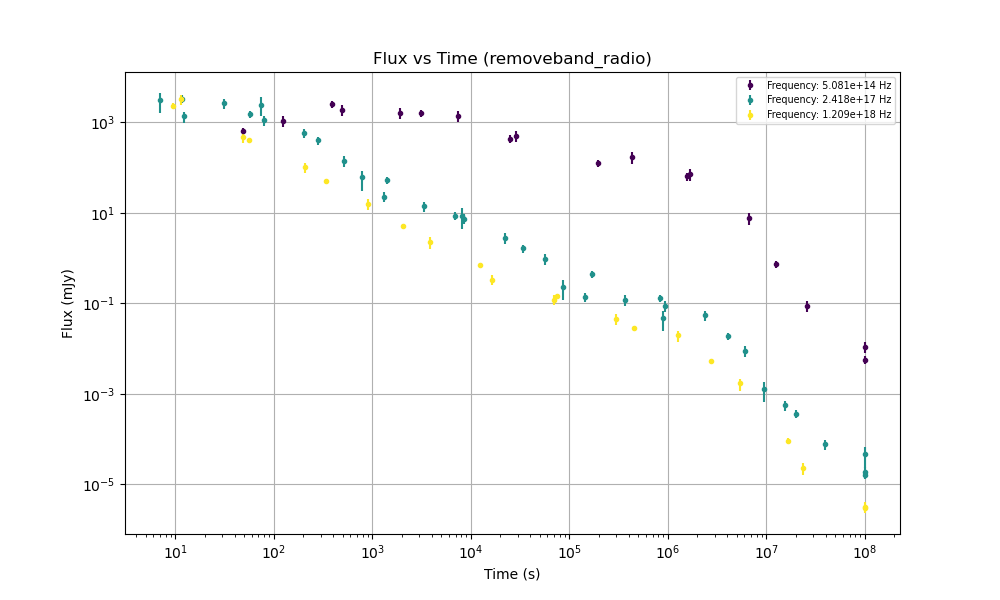 Flux vs Time (removeband_radio)
Frequency: 5.081e+14 Hz
Frequency: 2.418e+17 Hz
Frequency: 1.209e+18 Hz
Flux (mJy)
10³
10¹
10⁻¹
10⁻³
10⁻⁵
10¹ 10² 10³ 10⁴ 10⁵ 10⁶ 10⁷ 10⁸
Time (s)